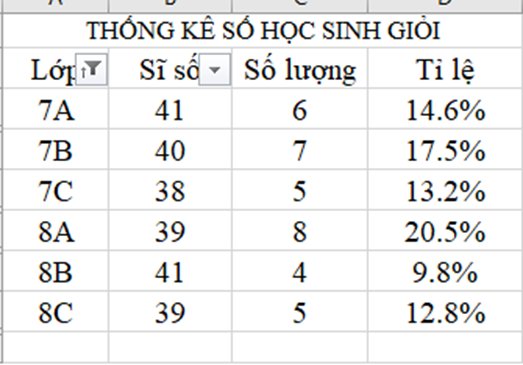 THỐNG KÊ SỐ HỌC SINH GIỎI
Lớp Sĩ số Số lượng Tỉ lệ
7A 41 6 14.6%
7B 40 7 17.5%
7C 38 5 13.2%
8A 39 8 20.5%
8B 41 4 9.8%
8C 39 5 12.8%